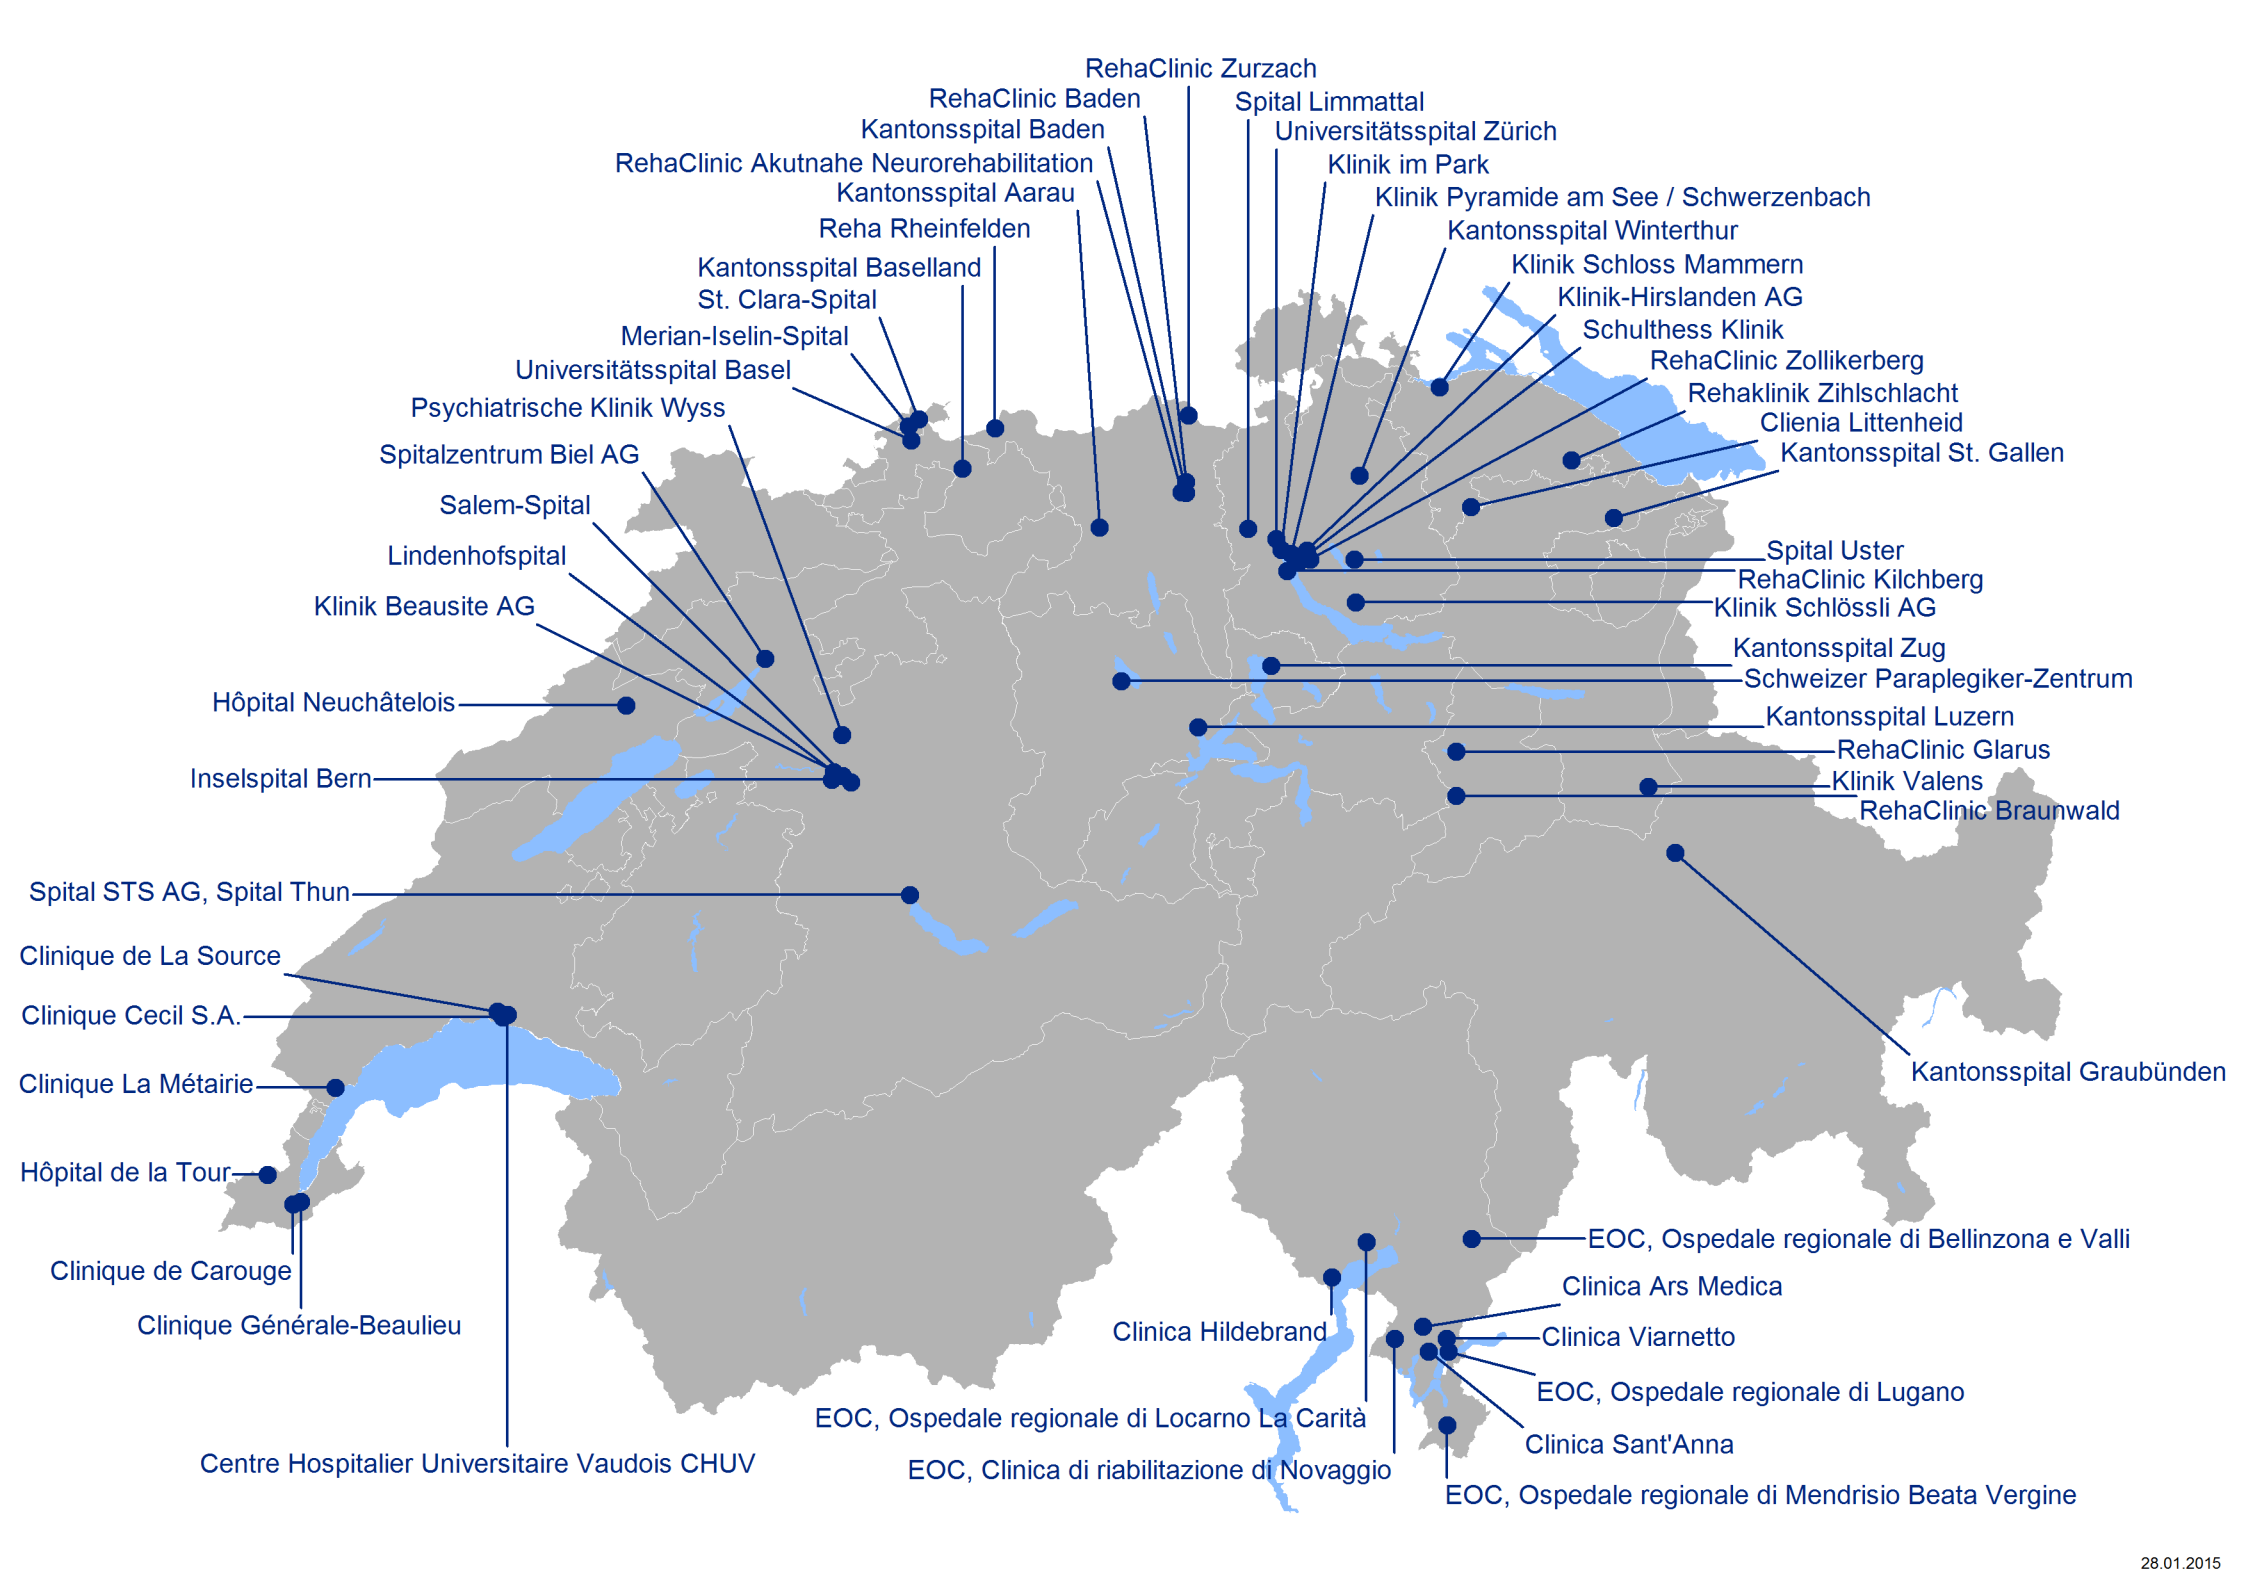 RehaClinic Zurzach
RehaClinic Baden
Spital Limmattal
Kantonsspital Baden
Universitätsspital Zürich
RehaClinic Akutnahe Neurorehabilitation
Klinik im Park
Kantonsspital Aarau
Klinik Pyramide am See / Schwerzenbach
Reha Rheinfelden
Kantonsspital Winterthur
Kantonsspital Baselland
Klinik Schloss Mammern
St. Clara-Spital
Klinik-Hirslanden AG
Merian-Iselin-Spital
Schulthess Klinik
Universitätsspital Basel
RehaClinic Zollikerberg
Psychiatrische Klinik Wyss
Rehaklinik Zihlschlacht
Clienia Littenheid
Spitalzentrum Biel AG
Kantonsspital St. Gallen
Salem-Spital
Lindenhofspital
Spital Uster
RehaClinic Kilchberg
Klinik Beausite AG
Klinik Schlössli AG
Kantonsspital Zug
Schweizer Paraplegiker-Zentrum
Hôpital Neuchâtelois
Kantonsspital Luzern
RehaClinic Glarus
Inselspital Bern
Klinik Valens
RehaClinic Braunwald
Spital STS AG, Spital Thun
Clinique de La Source
Clinique Cecil S.A.
Clinique La Métairie
Kantonsspital Graubünden
Hôpital de la Tour
EOC, Ospedale regionale di Bellinzona e Valli
Clinique de Carouge
Clinica Ars Medica
Clinique Générale-Beaulieu
Clinica Hildebrand
Clinica Viarnetto
EOC, Ospedale regionale di Lugano
EOC, Ospedale regionale di Locarno La Carità
Clinica Sant'Anna
Centre Hospitalier Universitaire Vaudois CHUV
EOC, Clinica di riabilitazione di Novaggio
EOC, Ospedale regionale di Mendrisio Beata Vergine
28.01.2015